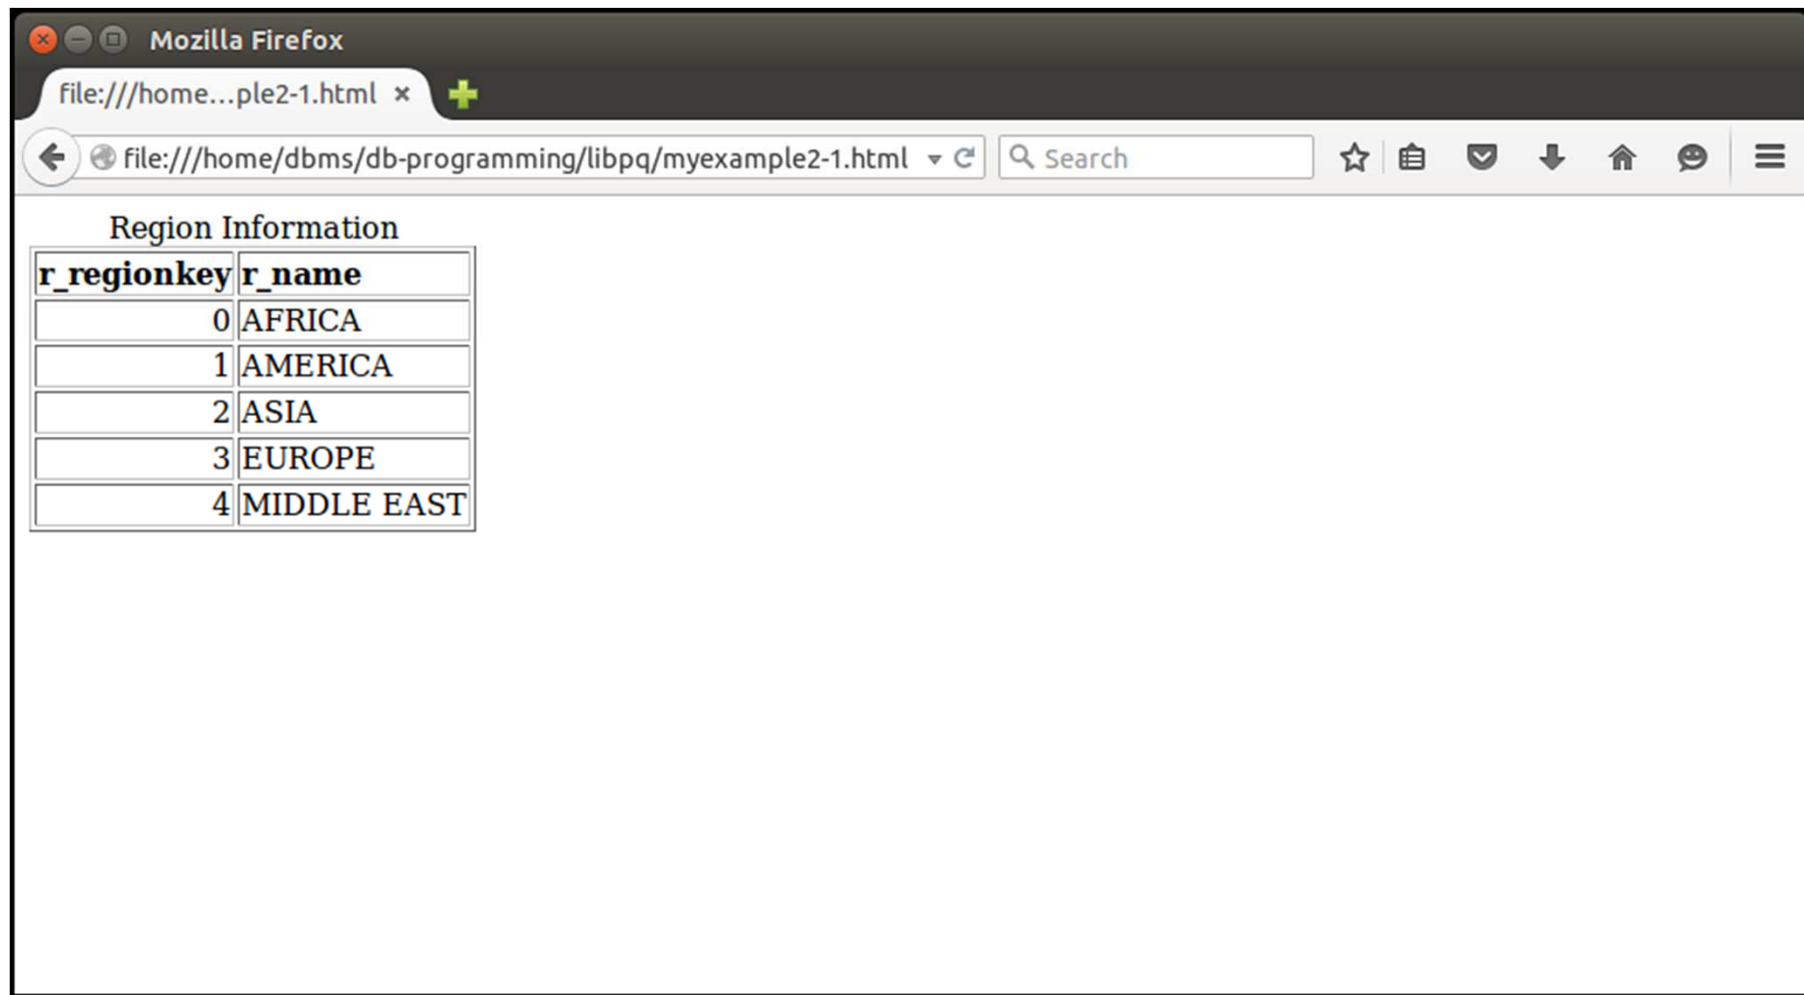 Mozilla Firefox
file:///home...ple2-1.html
file:///home/dbms/db-programming/libpq/myexample2-1.html Search
Region Information
r_regionkey r_name
0 AFRICA
1 AMERICA
2 ASIA
3 EUROPE
4 MIDDLE EAST